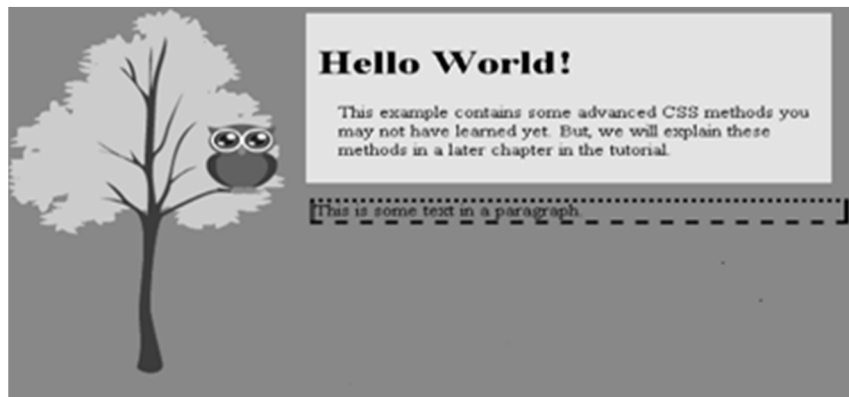 Hello World!
This example contains some advanced CSS methods you
may not have learned yet. But, we will explain these
methods in a later chapter in the tutorial.
This is some text in a paragraph.